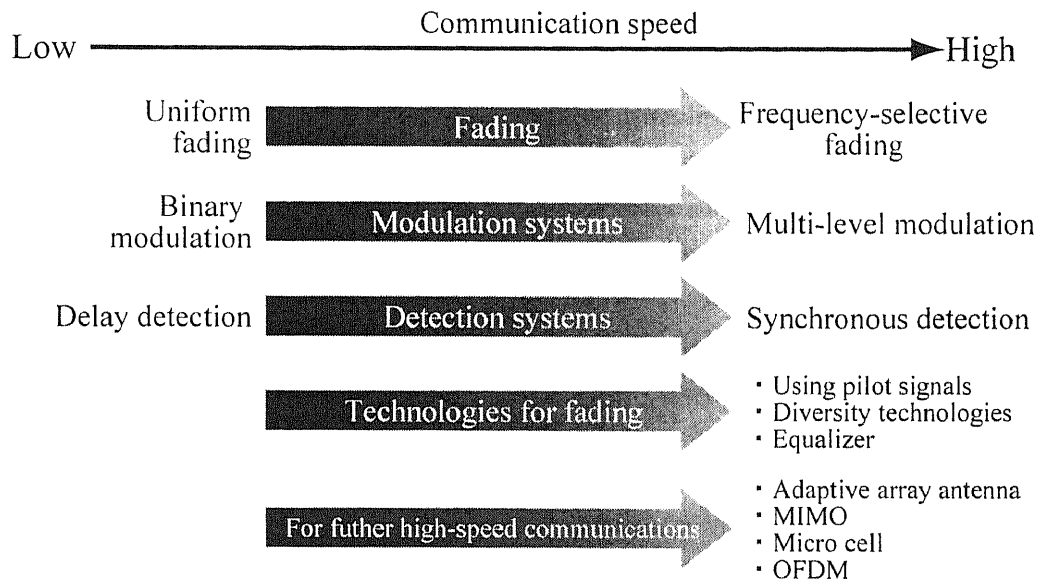 Communication speed
Low
High
Uniform
fading
Fading
Frequency-selective
fading
Binary
modulation
Modulation systems
Multi-level modulation
Delay detection
Detection systems
Synchronous detection
Technologies for fading
・Using pilot signals
・Diversity technologies
・Equalizer
For futher high-speed communications
・Adaptive array antenna
・MIMO
・Micro cell
・OFDM